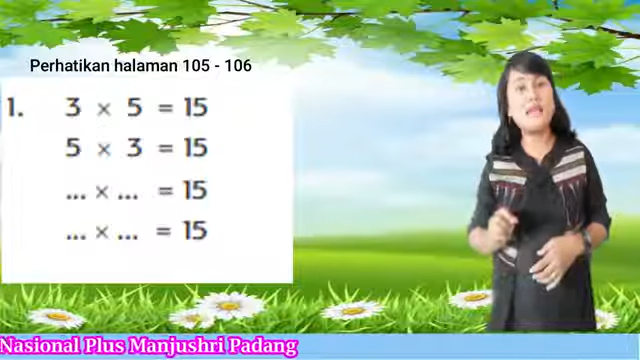 Perhatikan halaman 105 - 106
1. 3 × 5 = 15
5 × 3 = 15
... × ... = 15
... × ... = 15
Nasional Plus Manjushri Padang